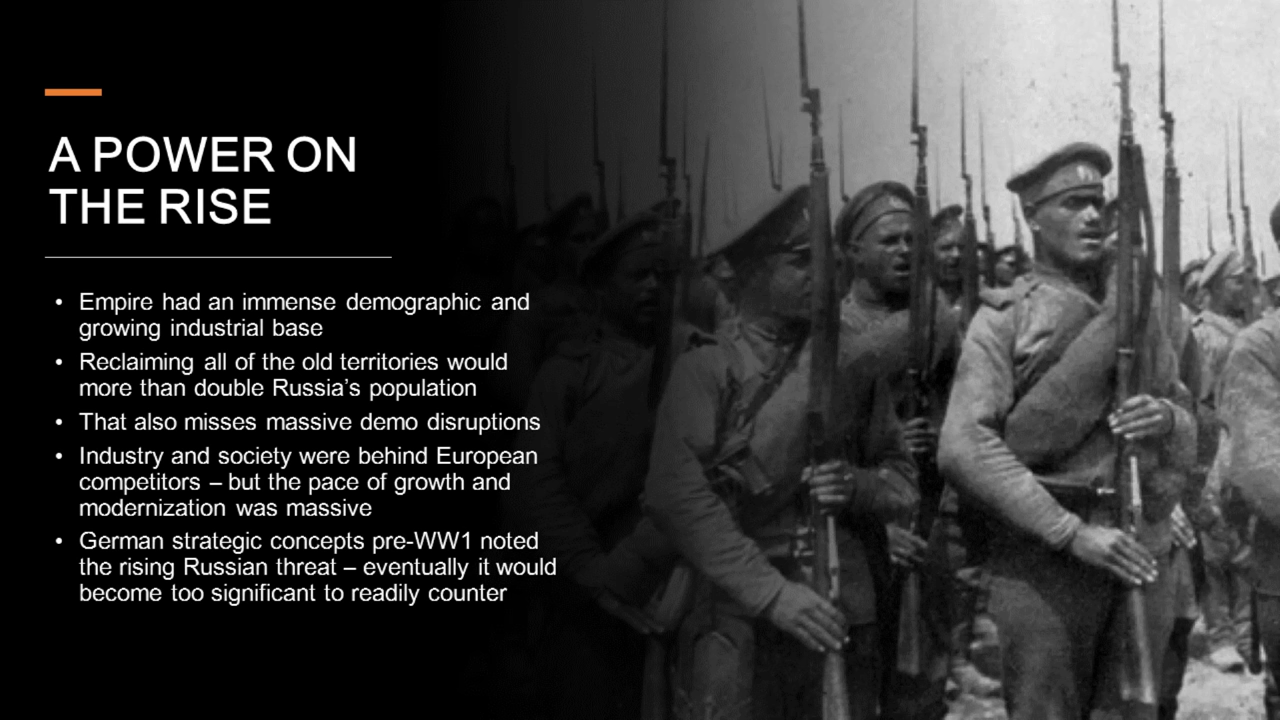 A POWER ON
THE RISE
• Empire had an immense demographic and
growing industrial base
• Reclaiming all of the old territories would
more than double Russia’s population
• That also misses massive demo disruptions
• Industry and society were behind European
competitors – but the pace of growth and
modernization was massive
• German strategic concepts pre-WW1 noted
the rising Russian threat – eventually it would
become too significant to readily counter